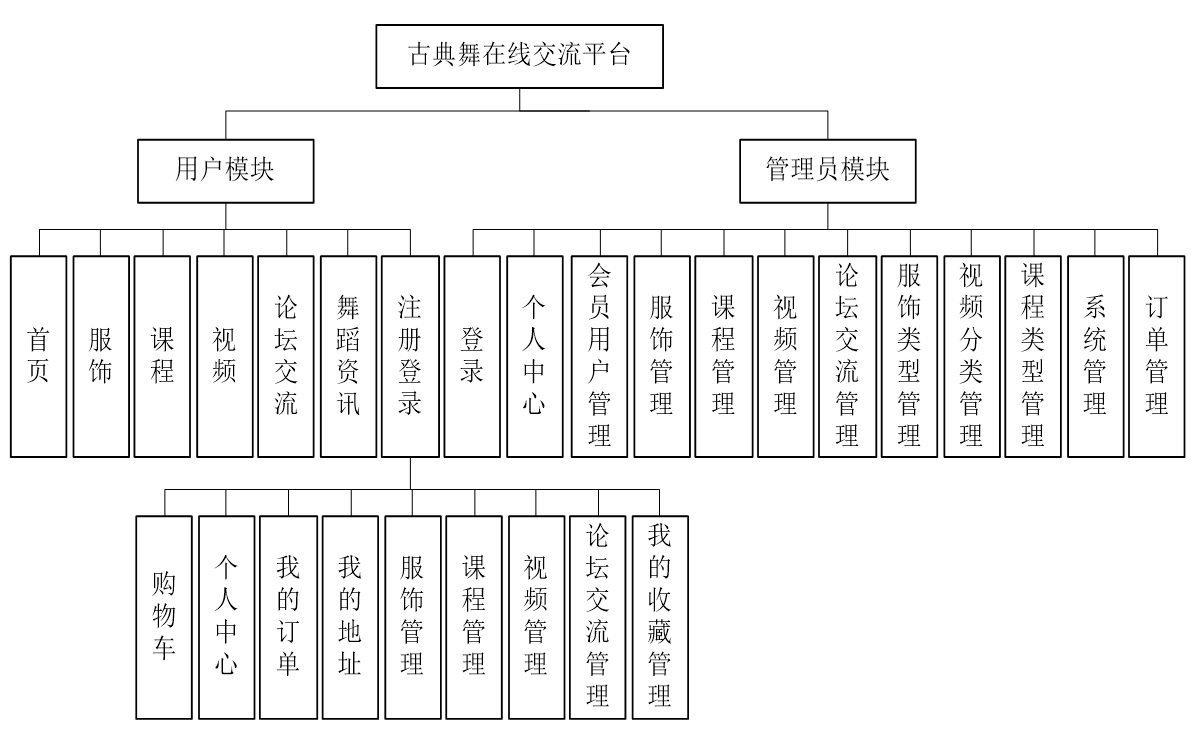 古典舞在线交流平台
用户模块
管理员模块
首页
服饰
课程
视频
论坛交流
舞蹈资讯
注册登录
登录
个人中心
会员用户管理
服饰管理
课程管理
视频管理
论坛交流管理
服饰类型管理
视频分类管理
课程类型管理
系统管理
订单管理
购物车
个人中心
我的订单
我的地址
服饰管理
课程管理
视频管理
论坛交流管理
我的收藏管理